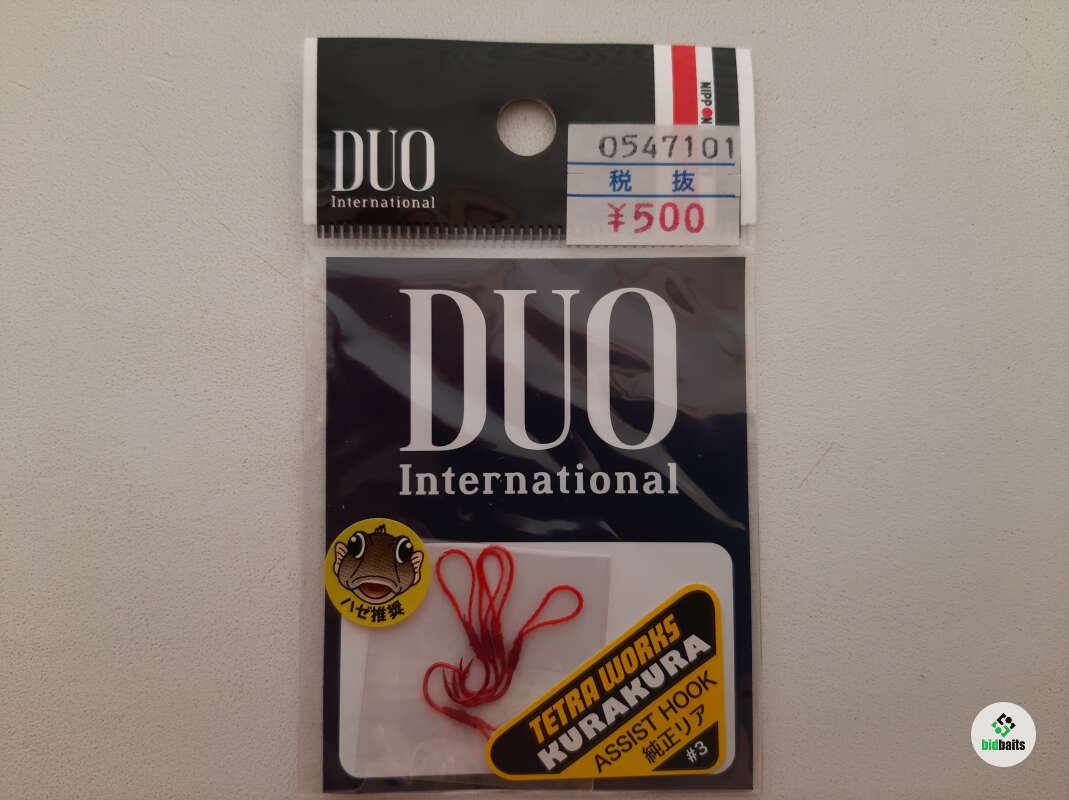 DUO
International
NIPPON
0547101
税 抜
¥500
DUO
International
ハゼ推奨
TETRA WORKS
KURAKURA
ASSIST HOOK
純正リア
#3
bidbaits